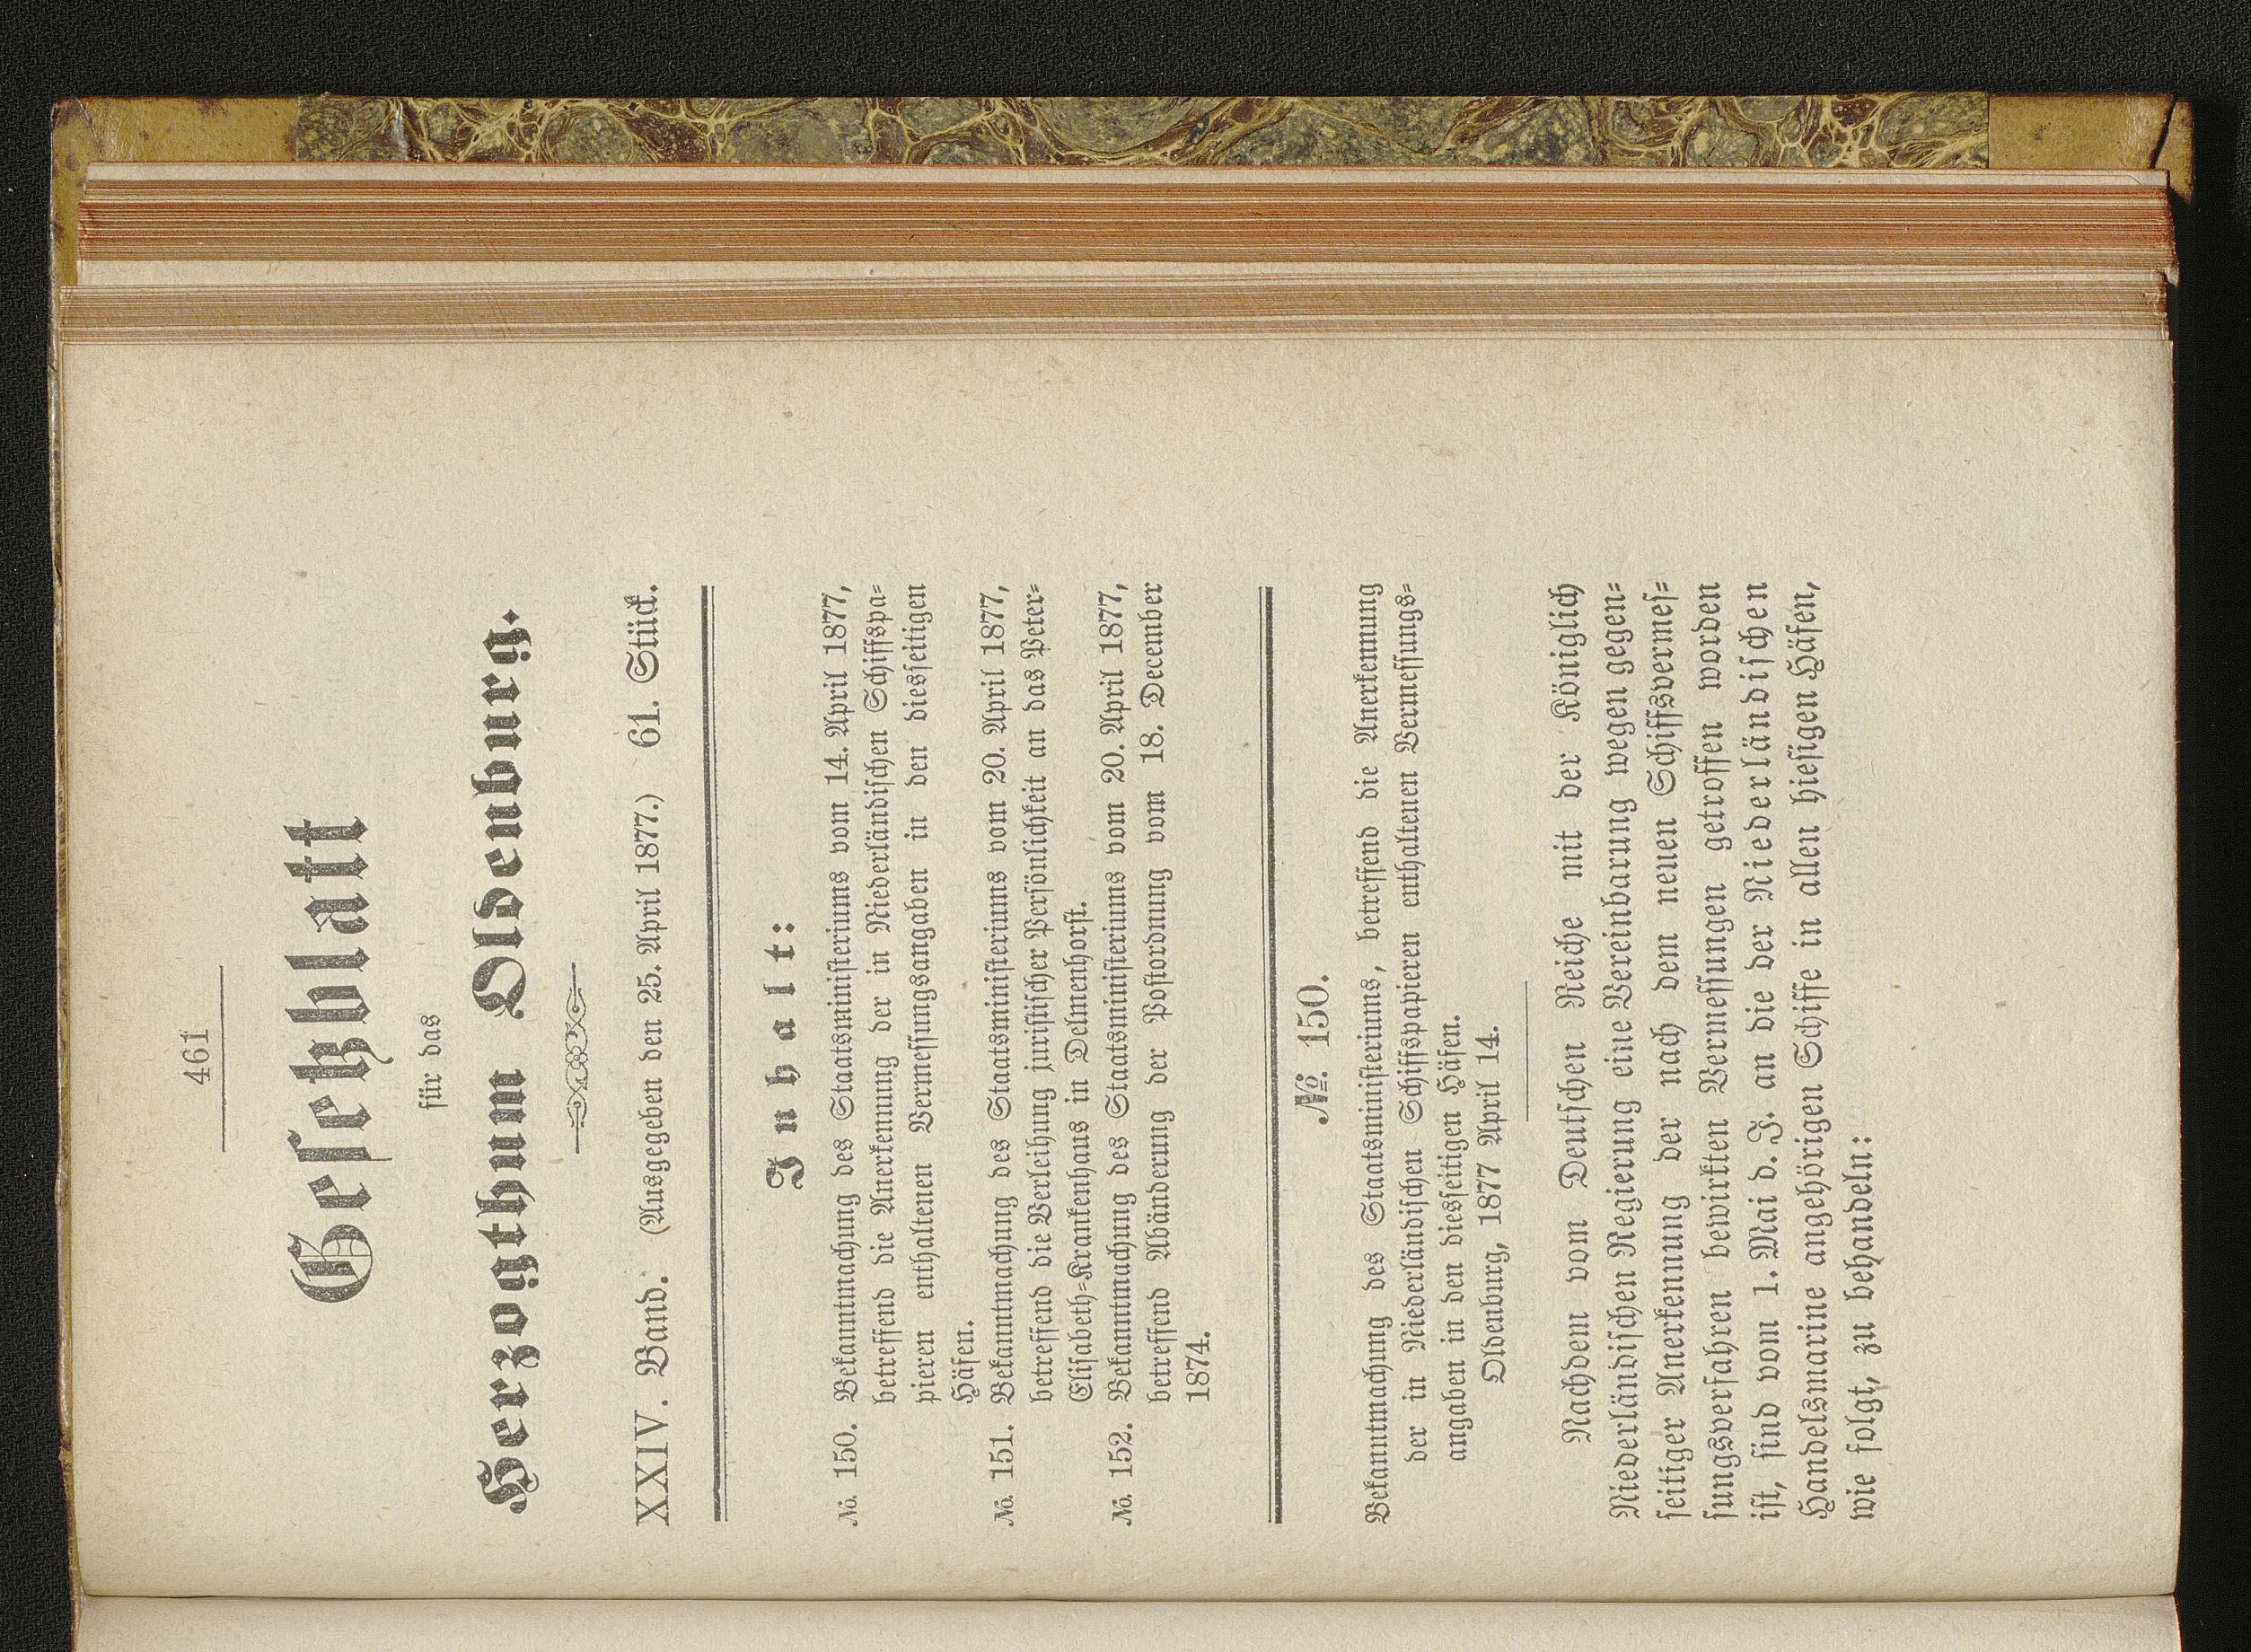 461
Geſetzblatt
für das
Herzogthum Oldenburg.
XXIV. Band. (Ausgegeben den 25. April 1877.) 61. Stück.
Inhalt:
№. 150. Bekanntmachung des Staatsminiſteriums vom 14. April 1877,
betreffend die Anerkennung der in Niederländiſchen Schiffspa-
pieren enthaltenen Vermeſſungsangaben in den diesſeitigen
Häfen.
№. 151. Bekanntmachung des Staatsminiſteriums vom 20. April 1877,
betreffend die Verleihung juriſtiſcher Perſönlichkeit an das Peter-
Eliſabeth-Krankenhaus in Delmenhorſt.
№. 152. Bekanntmachung des Staatsminiſteriums vom 20. April 1877,
betreffend Abänderung der Poſtordnung vom 18. December
1874.
№. 150.
Bekanntmachung des Staatsminiſteriums, betreffend die Anerkennung
der in Niederländiſchen Schiffspapieren enthaltenen Vermeſſungs-
angaben in den diesſeitigen Häfen.
Oldenburg, 1877 April 14.
Nachdem vom Deutſchen Reiche mit der Königlich
Niederländiſchen Regierung eine Vereinbarung wegen gegen-
ſeitiger Anerkennung der nach dem neuen Schiffsvermeſ-
ſungsverfahren bewirkten Vermeſſungen getroffen worden
iſt, ſind vom 1. Mai d. J. an die der Niederländiſchen
Handelsmarine angehörigen Schiffe in allen hieſigen Häfen,
wie folgt, zu behandeln: